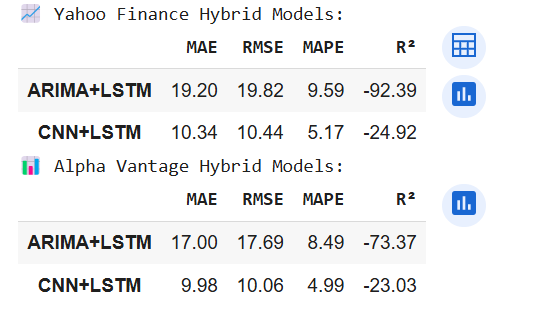 Yahoo Finance Hybrid Models:
MAE RMSE MAPE R²
ARIMA+LSTM 19.20 19.82 9.59 -92.39
CNN+LSTM 10.34 10.44 5.17 -24.92
Alpha Vantage Hybrid Models:
MAE RMSE MAPE R²
ARIMA+LSTM 17.00 17.69 8.49 -73.37
CNN+LSTM 9.98 10.06 4.99 -23.03